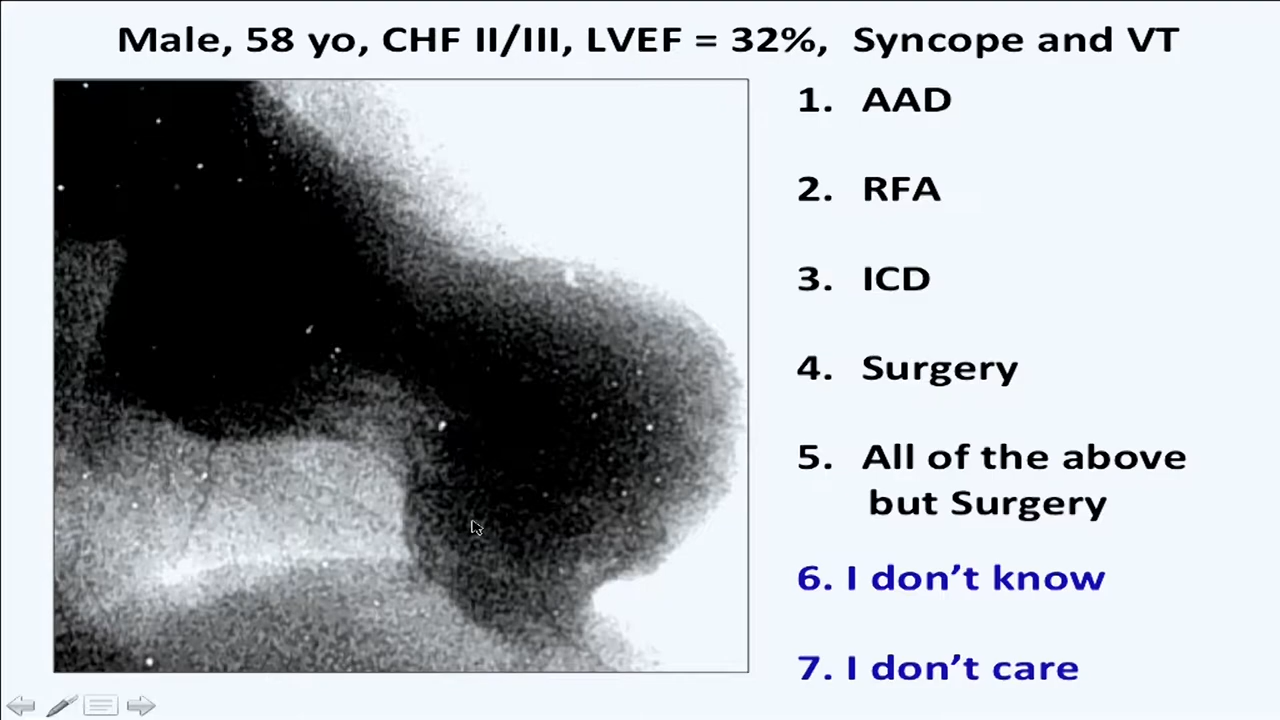 Male, 58 yo, CHF II/III, LVEF = 32%, Syncope and VT
1. AAD
2. RFA
3. ICD
4. Surgery
5. All of the above
but Surgery
6. I don't know
7. I don't care